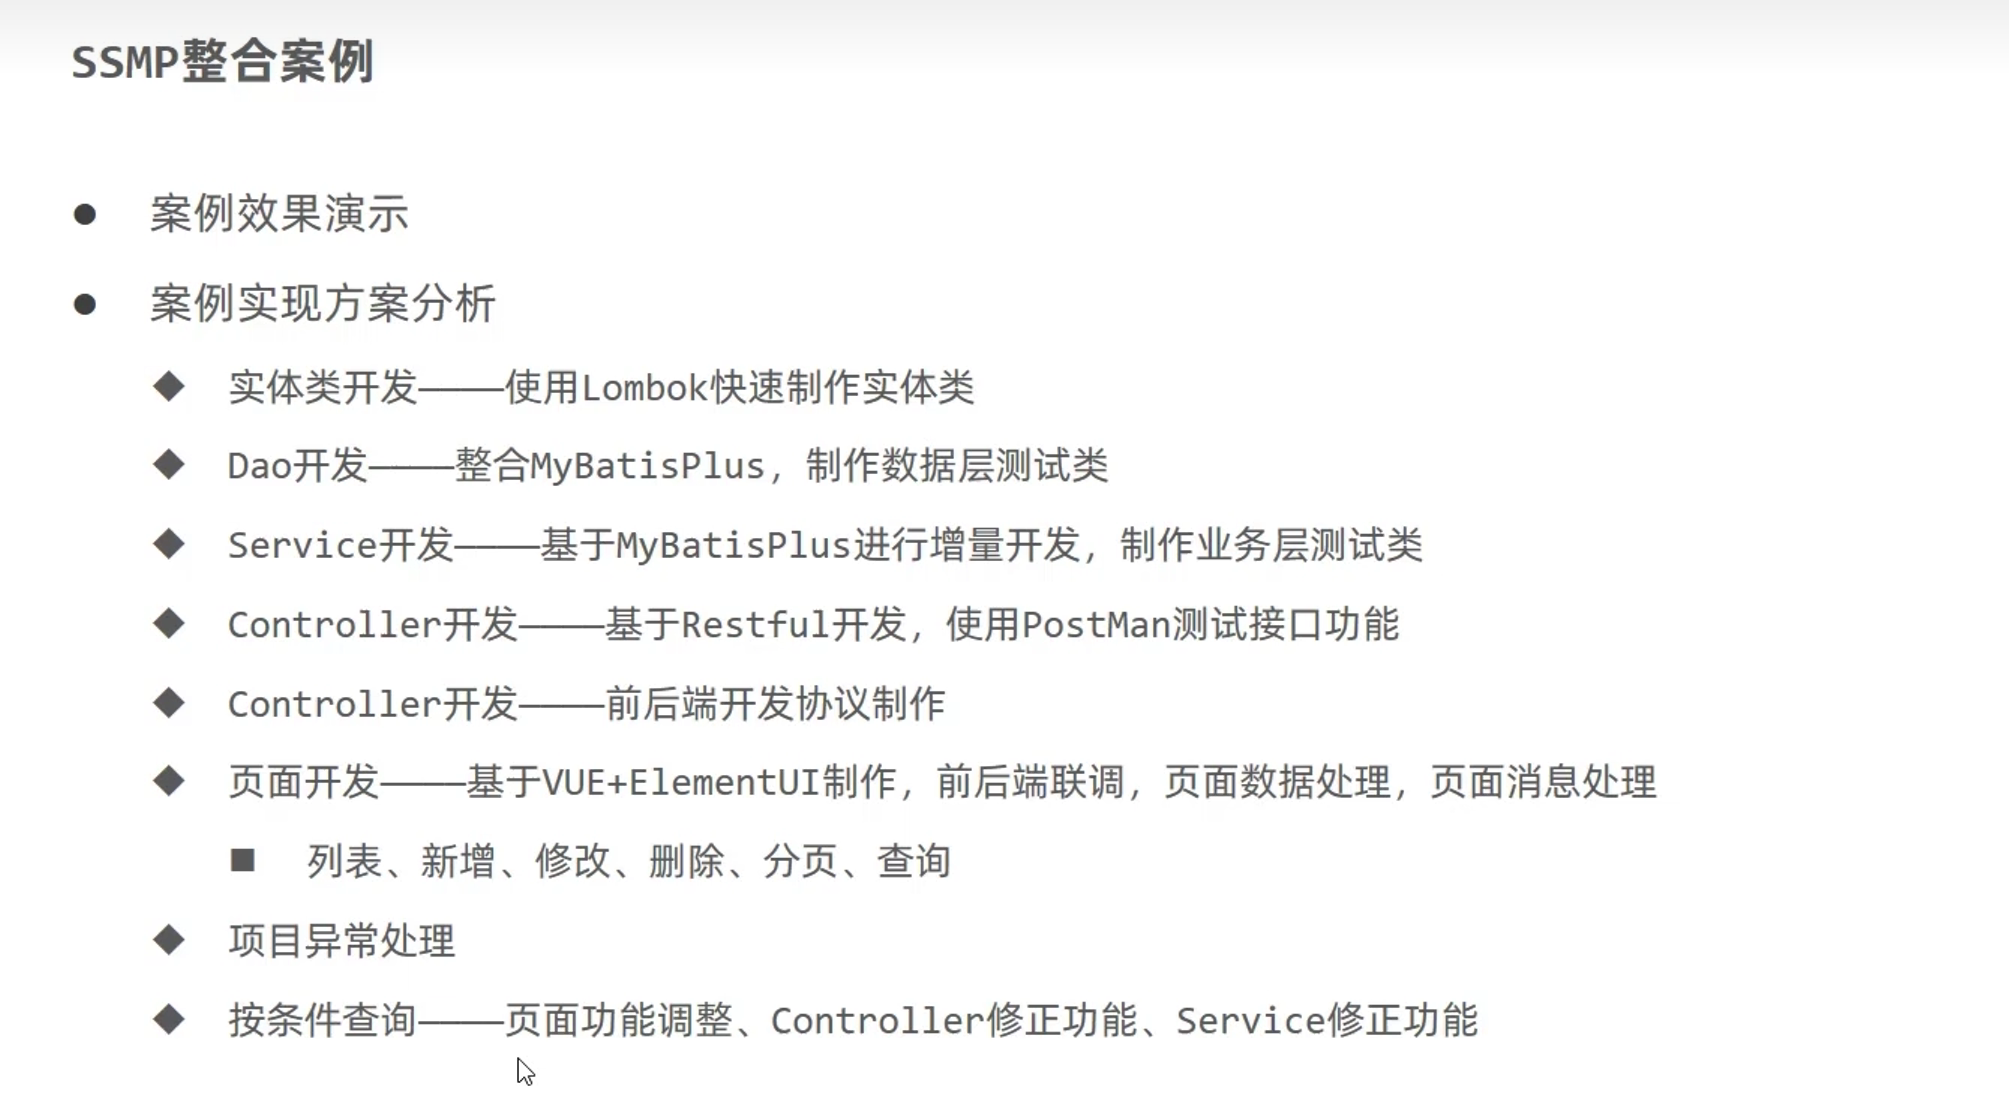 SSMP整合案例
案例效果演示
案例实现方案分析
实体类开发————使用Lombok快速制作实体类
Dao开发————整合MyBatisPlus，制作数据层测试类
Service开发————基于MyBatisPlus进行增量开发，制作业务层测试类
Controller开发————基于Restful开发，使用PostMan测试接口功能
Controller开发————前后端开发协议制作
页面开发————基于VUE+ElementUI制作，前后端联调，页面数据处理，页面消息处理
列表、新增、修改、删除、分页、查询
项目异常处理
按条件查询————页面功能调整、Controller修正功能、Service修正功能